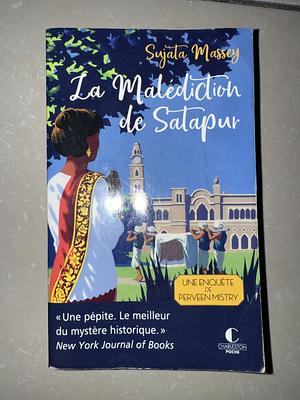 Sujata Massey
La Malédiction
de Satapur
UNE ENQUÊTE
DE
PERVEEN MISTRY
« Une pépite. Le meilleur
du mystère historique. »
New York Journal of Books
C
CHARLESTON
POCHE